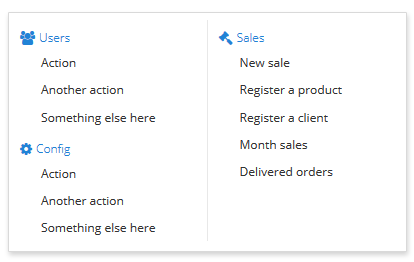 Users
Action
Another action
Something else here
Config
Action
Another action
Something else here
Sales
New sale
Register a product
Register a client
Month sales
Delivered orders